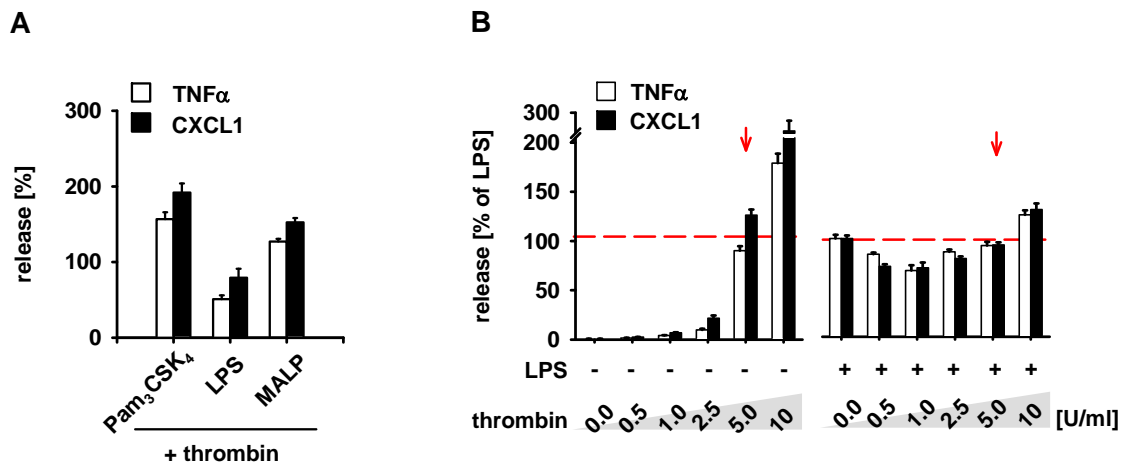 A
TNFα
CXCL1
release [%]
300
200
100
0
Pam3CSK4
LPS
MALP
+ thrombin
B
TNFα
CXCL1
release [% of LPS]
300
200
150
100
50
0
LPS - - - - - - + + + + + +
thrombin 0.0 0.5 1.0 2.5 5.0 10 0.0 0.5 1.0 2.5 5.0 10 [U/ml]